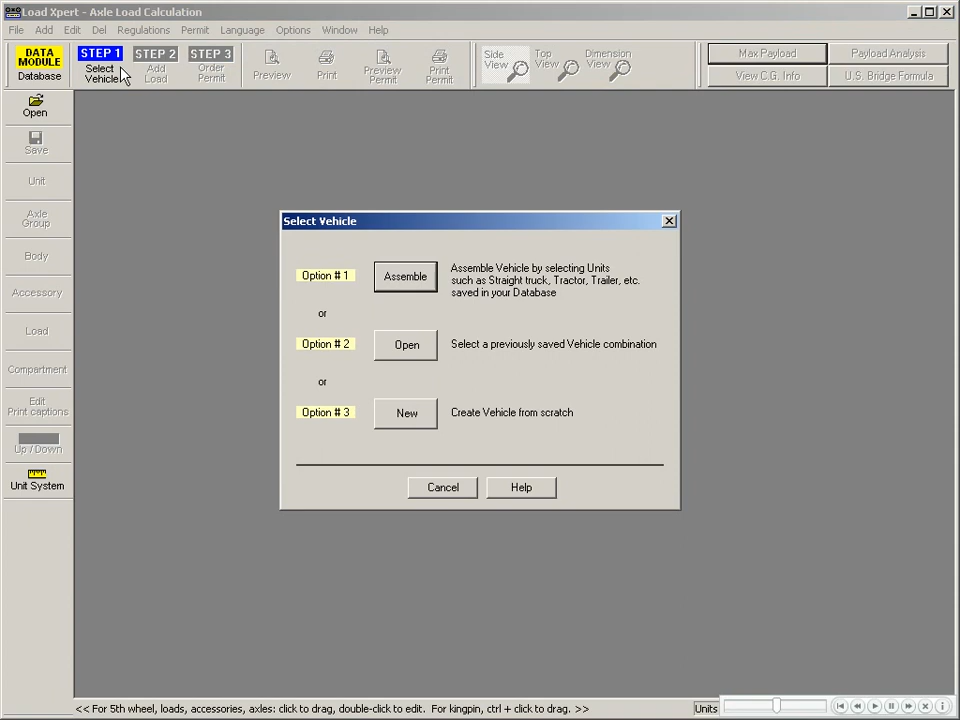 Load Xpert - Axle Load Calculation
File Add Edit Del Regulations Permit Language Options Window Help
DATA MODULE
Database
STEP 1
Select Vehicle
STEP 2
Add Load
STEP 3
Order Permit
Preview
Print
Preview Permit
Print Permit
Side View
Top View
Dimension View
Max Payload
Payload Analysis
View C.G. Info
U.S. Bridge Formula
Open
Save
Unit
Axle Group
Body
Accessory
Load
Compartment
Edit Print captions
Up / Down
Unit System
Select Vehicle
Option # 1
Assemble
Assemble Vehicle by selecting Units
such as Straight truck, Tractor, Trailer, etc.
saved in your Database
or
Option # 2
Open
Select a previously saved Vehicle combination
or
Option # 3
New
Create Vehicle from scratch
Cancel
Help
<< For 5th wheel, loads, accessories, axles: click to drag, double-click to edit. For kingpin, ctrl + click to drag. >>
Units